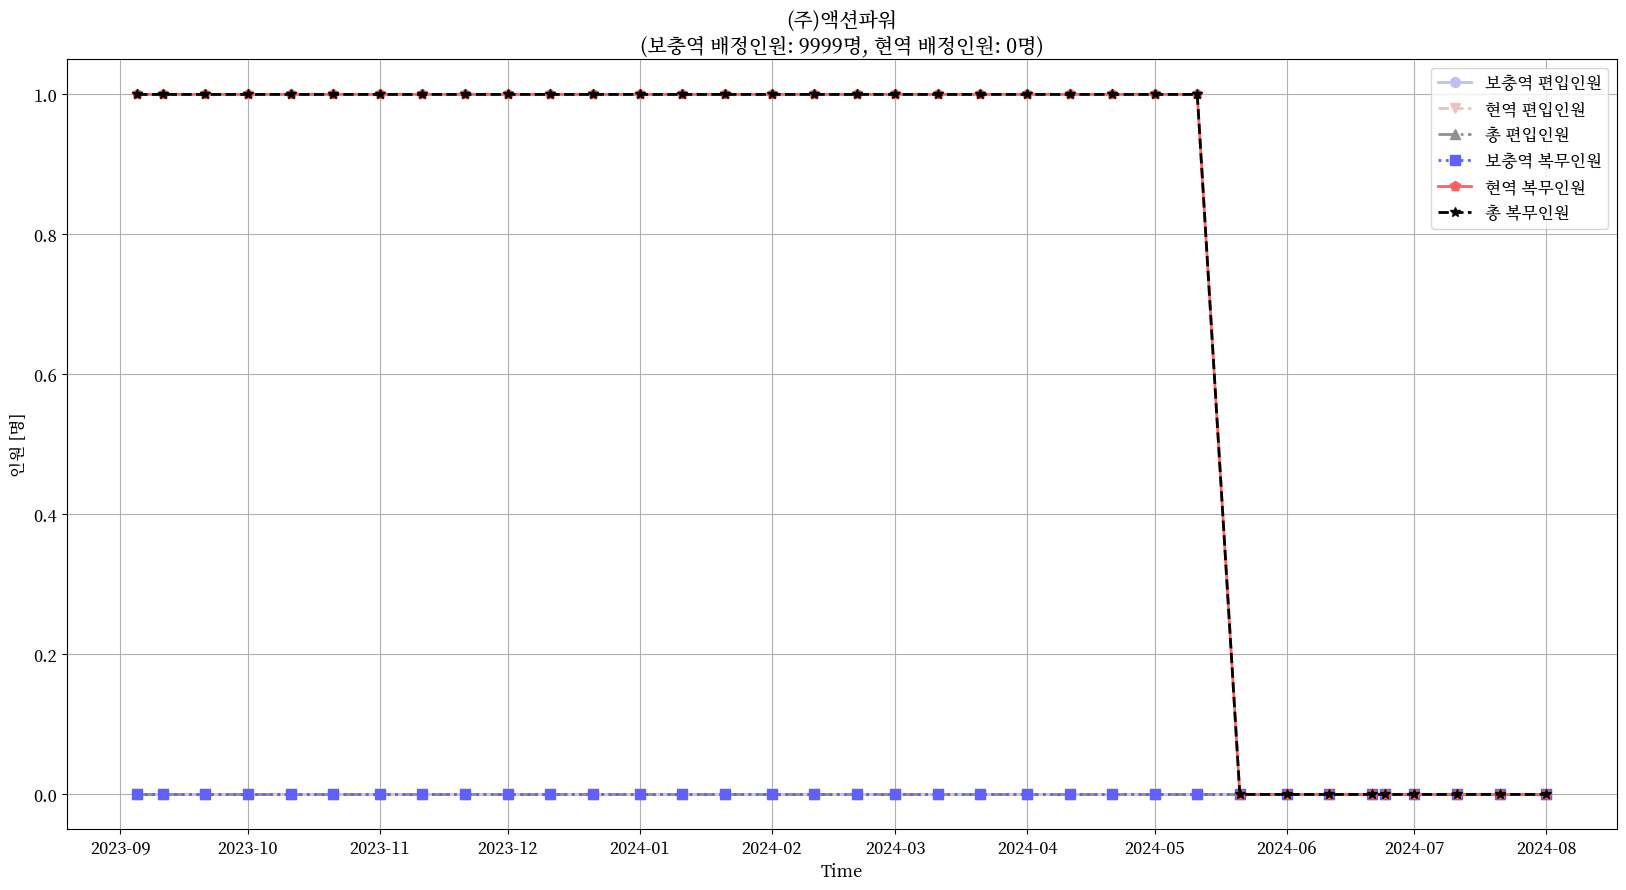 (주)액션파워
(보충역 배정인원: 9999명, 현역 배정인원: 0명)
보충역 편입인원
현역 편입인원
총 편입인원
보충역 복무인원
현역 복무인원
총 복무인원
인원 [명]
1.0
0.8
0.6
0.4
0.2
0.0
2023-09 2023-10 2023-11 2023-12 2024-01 2024-02 2024-03 2024-04 2024-05 2024-06 2024-07 2024-08
Time